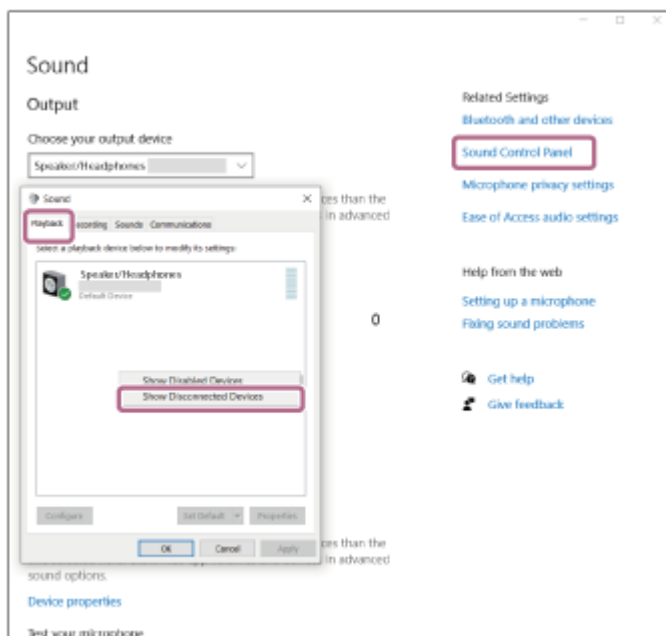 Sound
Output
Choose your output device
Speaker/Headphones
Related Settings
Bluetooth and other devices
Sound Control Panel
Microphone privacy settings
Ease of Access audio settings
Help from the web
Setting up a microphone
Fixing sound problems
Get help
Give feedback
ces than the
in advanced
0
Sound
Playback
ecording
Sounds
Communications
Select a playback device below to modify its settings:
Speaker/Headphones
Default Device
Show Disabled Devices
Show Disconnected Devices
Configure
Set Default
Properties
OK
Cancel
Apply
ces than the
in advanced
sound options.
Device properties
Test your microphone